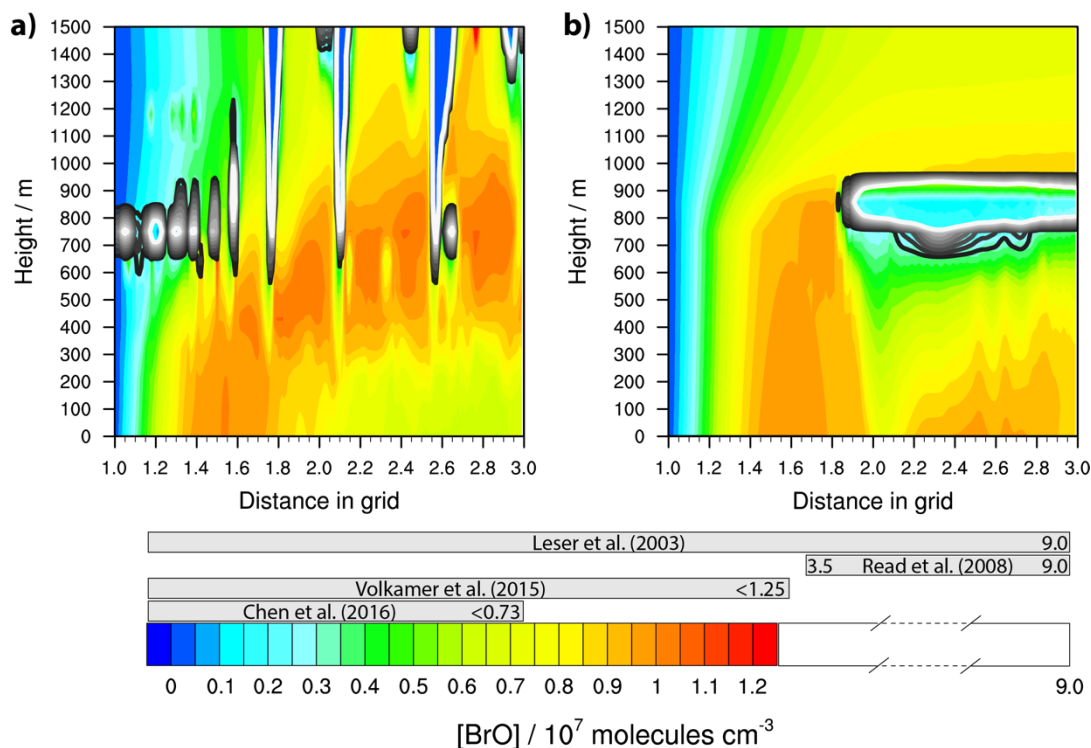 a)
b)
1500
1400
1300
1200
1100
1000
900
800
700
600
500
400
300
200
100
0
Height / m
1.0 1.2 1.4 1.6 1.8 2.0 2.2 2.4 2.6 2.8 3.0
Distance in grid
1500
1400
1300
1200
1100
1000
900
800
700
600
500
400
300
200
100
0
Height / m
1.0 1.2 1.4 1.6 1.8 2.0 2.2 2.4 2.6 2.8 3.0
Distance in grid
Leser et al. (2003) 9.0
3.5 Read et al. (2008) 9.0
Volkamer et al. (2015) <1.25
Chen et al. (2016) <0.73
0 0.1 0.2 0.3 0.4 0.5 0.6 0.7 0.8 0.9 1 1.1 1.2 9.0
[BrO] / 10⁷ molecules cm⁻³